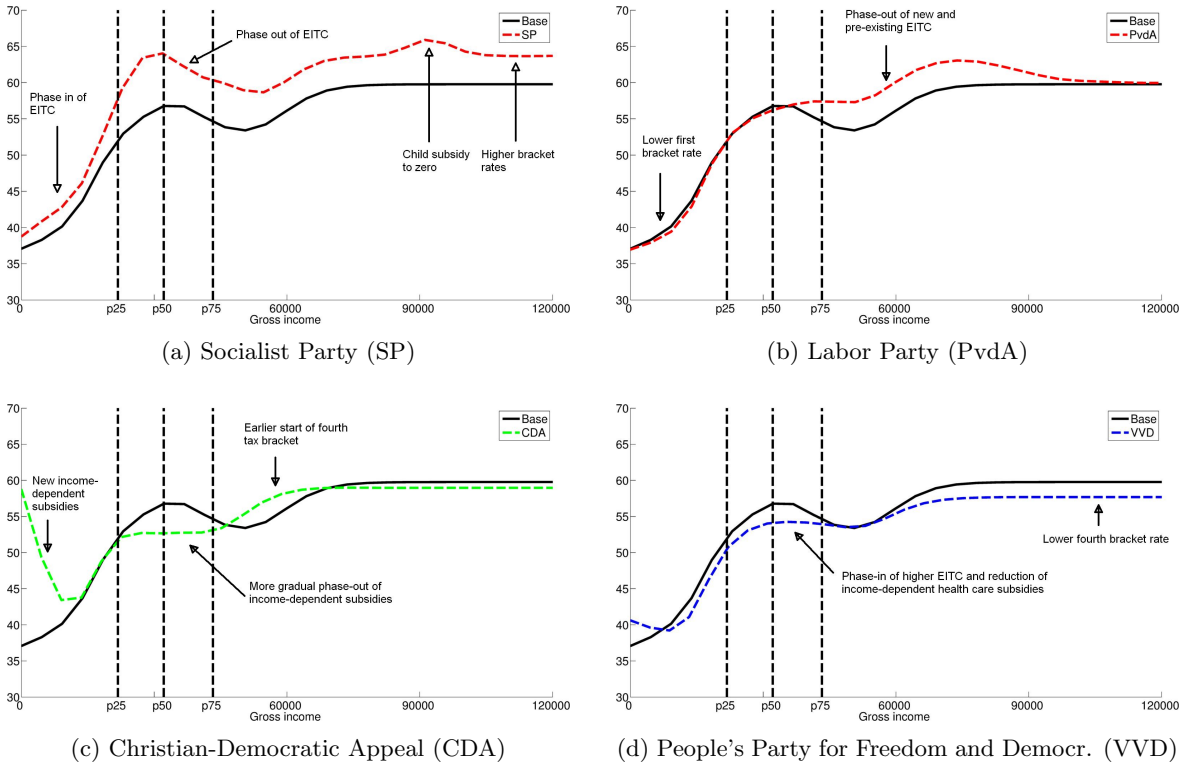 70
65
60
55
50
45
40
35
30
Base
SP
Phase out of EITC
Phase in of
EITC
Child subsidy
to zero
Higher bracket
rates
0
p25
p50
p75
60000
90000
120000
Gross income
(a) Socialist Party (SP)
70
65
60
55
50
45
40
35
30
Base
PvdA
Phase-out of new and
pre-existing EITC
Lower first
bracket rate
0
p25
p50
p75
60000
90000
120000
Gross income
(b) Labor Party (PvdA)
70
65
60
55
50
45
40
35
30
Base
CDA
Earlier start of fourth
tax bracket
New income-
dependent
subsidies
More gradual phase-out of
income-dependent subsidies
0
p25
p50
p75
60000
90000
120000
Gross income
(c) Christian-Democratic Appeal (CDA)
70
65
60
55
50
45
40
35
30
Base
VVD
Lower fourth bracket rate
Phase-in of higher EITC and reduction of
income-dependent health care subsidies
0
p25
p50
p75
60000
90000
120000
Gross income
(d) People's Party for Freedom and Democr. (VVD)